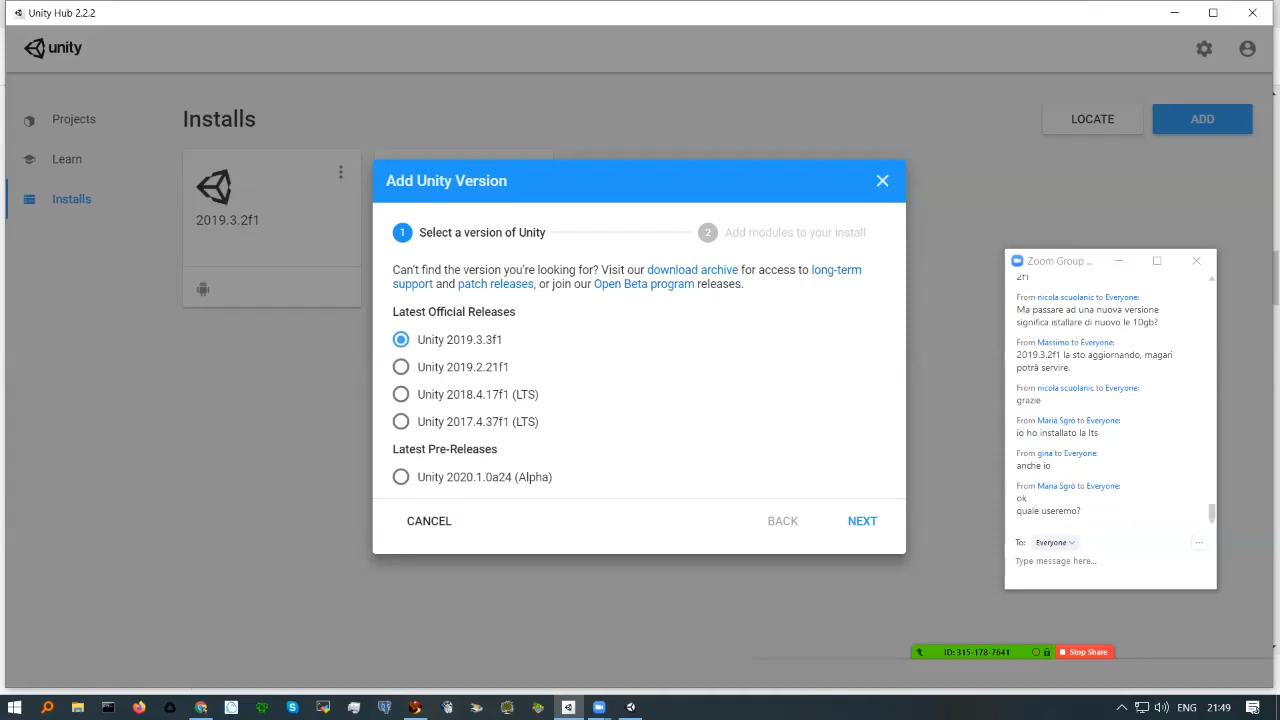 Unity Hub 2.2.2
unity
Projects
Learn
Installs
Installs
LOCATE
ADD
2019.3.2f1
Add Unity Version
1 Select a version of Unity
2 Add modules to your install
Can't find the version you're looking for? Visit our download archive for access to long-term
support and patch releases, or join our Open Beta program releases.
Latest Official Releases
Unity 2019.3.3f1
Unity 2019.2.21f1
Unity 2018.4.17f1 (LTS)
Unity 2017.4.37f1 (LTS)
Latest Pre-Releases
Unity 2020.1.0a24 (Alpha)
CANCEL
BACK
NEXT
Zoom Group ...
2f1
From nicola scuolanic to Everyone:
Ma passare ad una nuova versione
significa istallare di nuovo le 10gb?
From Massimo to Everyone:
2019.3.2f1 la sto aggiornando, magari
potrà servire.
From nicola scuolanic to Everyone:
grazie
From Maria Sgrò to Everyone:
io ho installato la lts
From gina to Everyone:
anche io
From Maria Sgrò to Everyone:
ok
quale useremo?
To: Everyone
Type message here...
ID: 315-178-7641
Stop Share
ENG
21:49